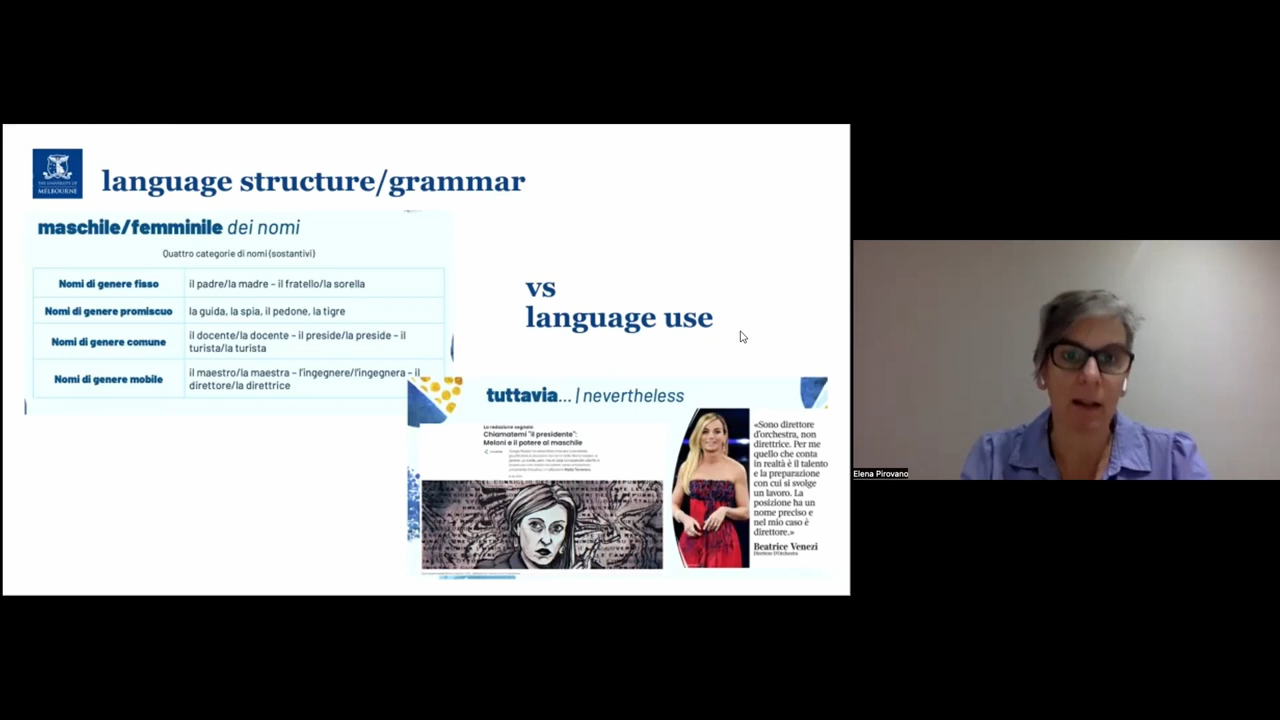 THE UNIVERSITY OF
MELBOURNE
language structure/grammar
maschile/femminile dei nomi
Quattro categorie di nomi (sostantivi)
Nomi di genere fisso
il padre/la madre – il fratello/la sorella
Nomi di genere promiscuo
la guida, la spia, il pedone, la tigre
Nomi di genere comune
il docente/la docente – il preside/la preside – il
turista/la turista
Nomi di genere mobile
il maestro/la maestra – l'ingegnere/l'ingegnera – il
direttore/la direttrice
vs
language use
tuttavia... | nevertheless
La redazione segnala:
Chiamatemi "il presidente":
Meloni e il potere al maschile
«Sono direttore
d'orchestra, non
direttrice. Per me
quello che conta
in realtà è il talento
e la preparazione
con cui si svolge
un lavoro. La
posizione ha un
nome preciso e
nel mio caso è
direttore.»
Beatrice Venezi
Direttore D'Orchestra
Elena Pirovano